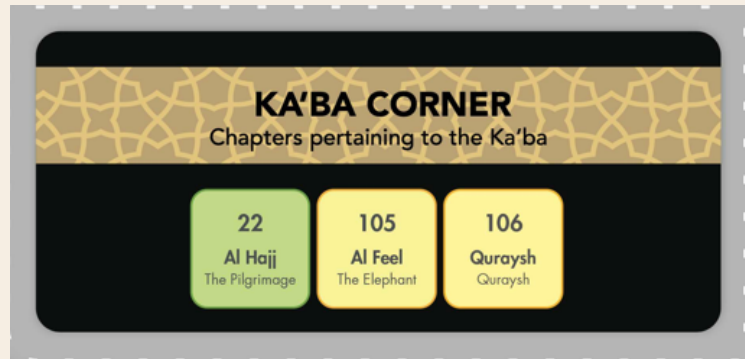 KA'BA CORNER
Chapters pertaining to the Ka'ba
22
Al Hajj
The Pilgrimage
105
Al Feel
The Elephant
106
Quraysh
Quraysh